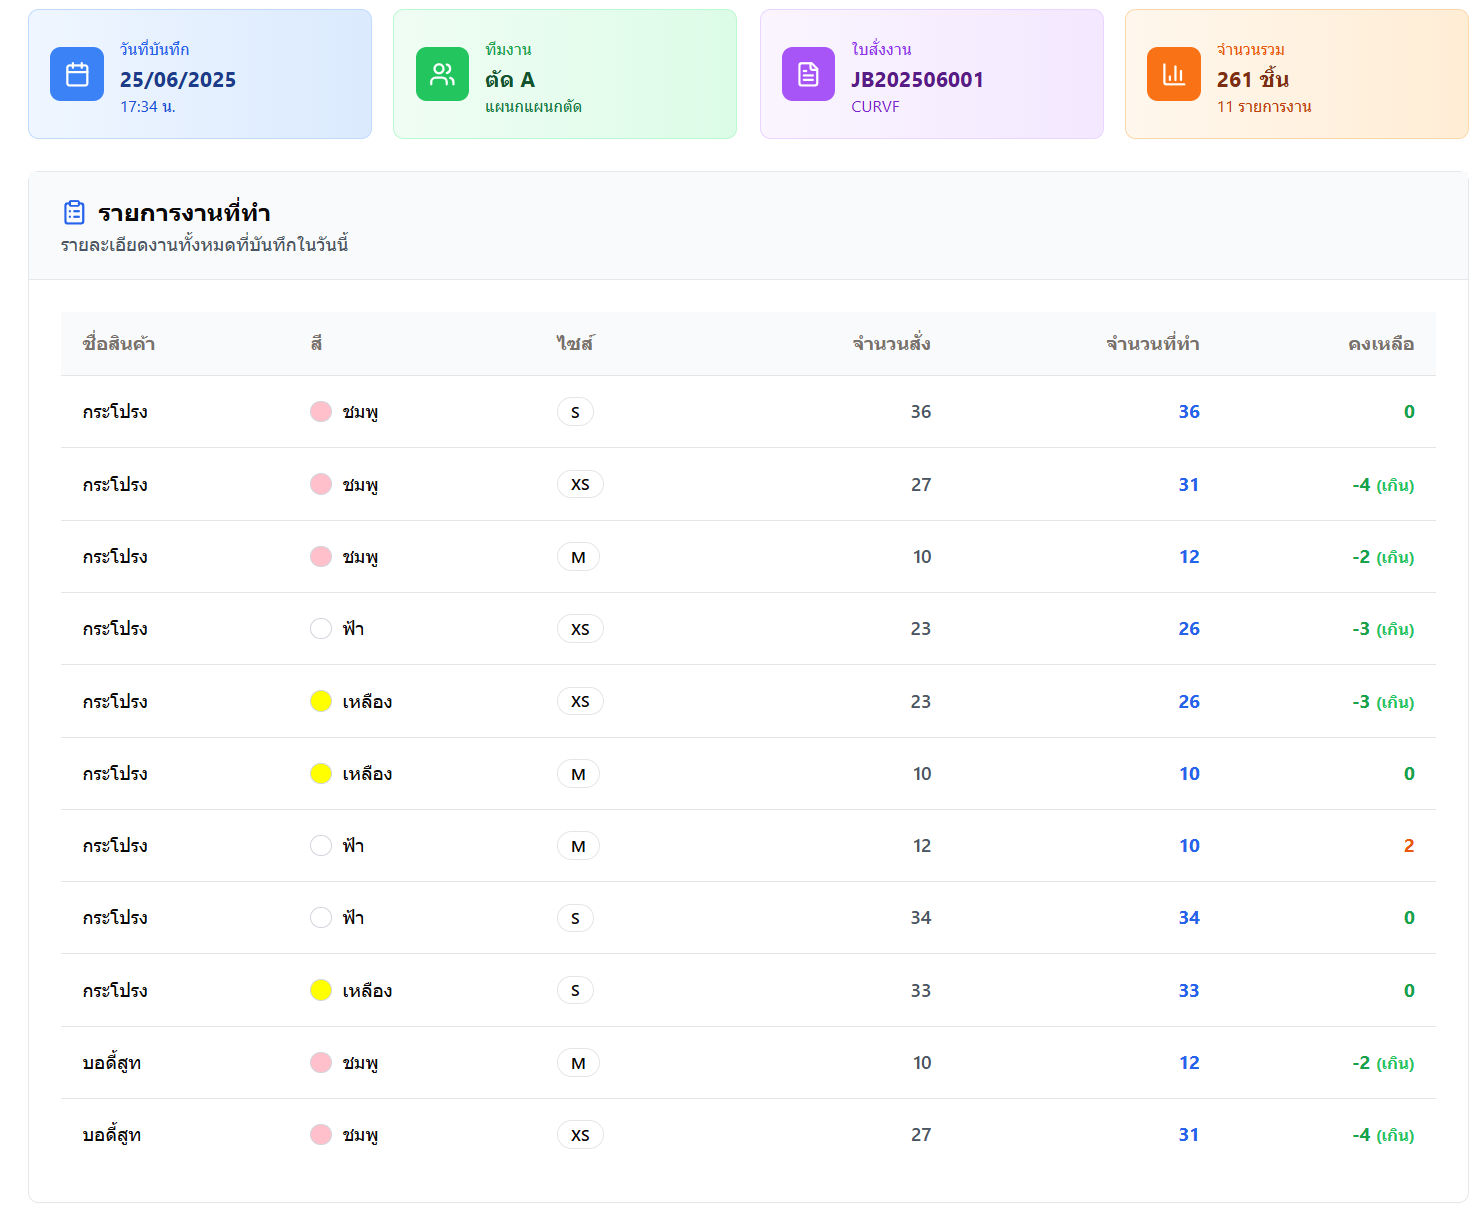 วันที่บันทึก
25/06/2025
17:34 น.
ทีมงาน
ตัด A
แผนกแผนกตัด
ใบสั่งงาน
JB202506001
CURVF
จำนวนรวม
261 ชิ้น
11 รายการงาน
รายการงานที่ทำ
รายละเอียดงานทั้งหมดที่บันทึกในวันนี้
ชื่อสินค้า สี ไซส์ จำนวนสั่ง จำนวนที่ทำ คงเหลือ
กระโปรง ชมพู S 36 36 0
กระโปรง ชมพู XS 27 31 -4 (เกิน)
กระโปรง ชมพู M 10 12 -2 (เกิน)
กระโปรง ฟ้า XS 23 26 -3 (เกิน)
กระโปรง เหลือง XS 23 26 -3 (เกิน)
กระโปรง เหลือง M 10 10 0
กระโปรง ฟ้า M 12 10 2
กระโปรง ฟ้า S 34 34 0
กระโปรง เหลือง S 33 33 0
บอดี้สูท ชมพู M 10 12 -2 (เกิน)
บอดี้สูท ชมพู XS 27 31 -4 (เกิน)